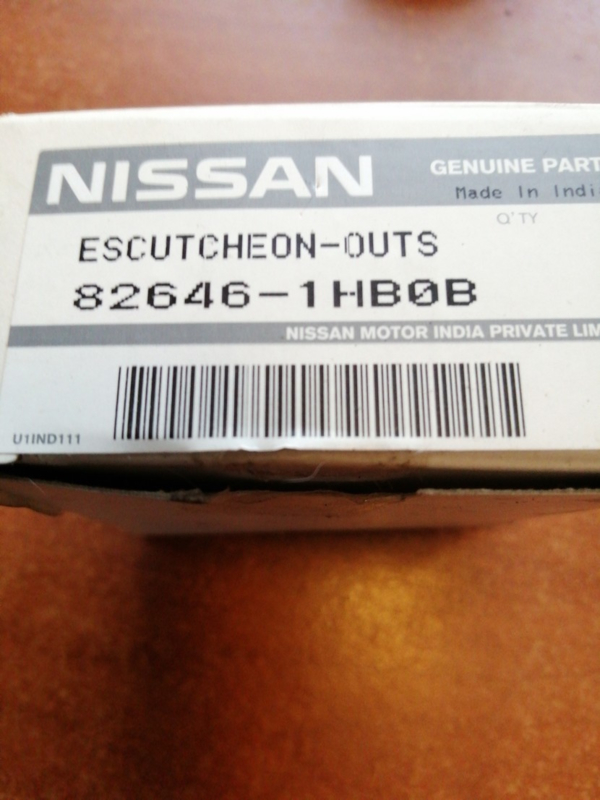 NISSAN
GENUINE PART
Made In Indi
Q'TY
ESCUTCHEON-OUTS
82646-1HB0B
NISSAN MOTOR INDIA PRIVATE LIM
U1IND111